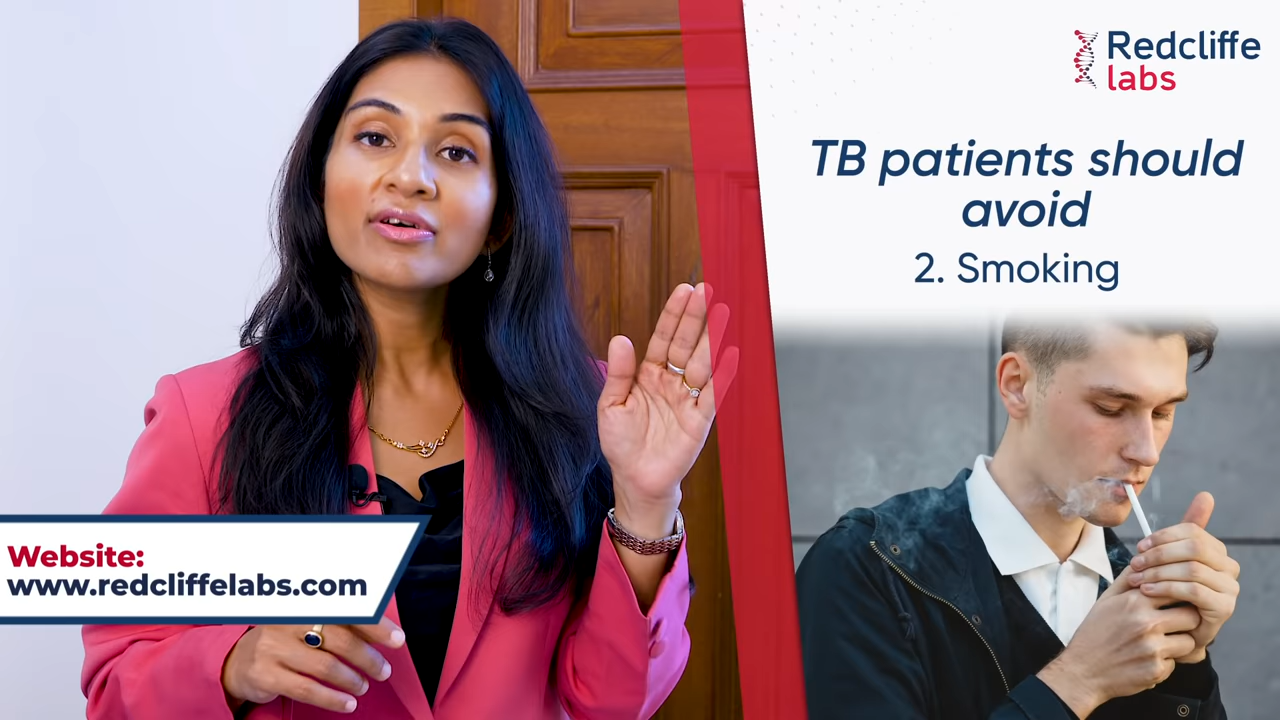 Redcliffe
labs
TB patients should
avoid
2. Smoking
Website:
www.redcliffelabs.com